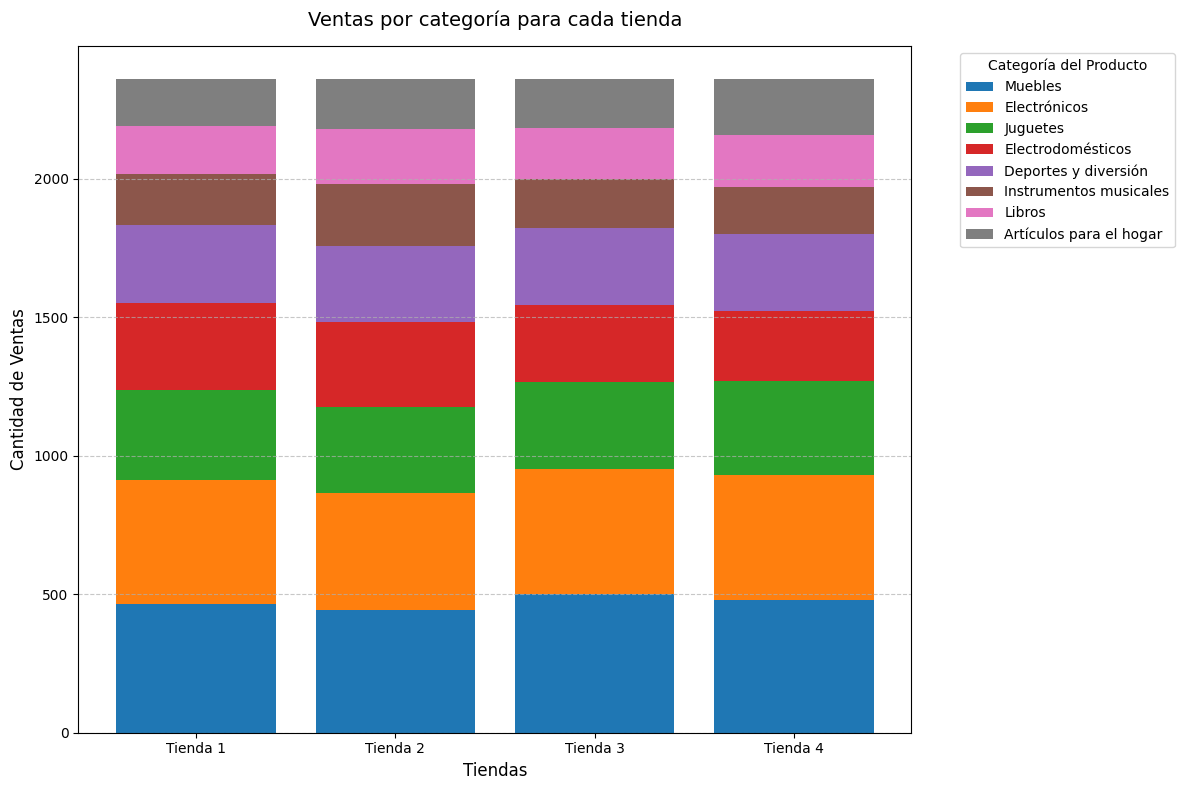 Ventas por categoría para cada tienda
Cantidad de Ventas
2000
1500
1000
500
0
Tienda 1
Tienda 2
Tienda 3
Tienda 4
Tiendas
Categoría del Producto
Muebles
Electrónicos
Juguetes
Electrodomésticos
Deportes y diversión
Instrumentos musicales
Libros
Artículos para el hogar